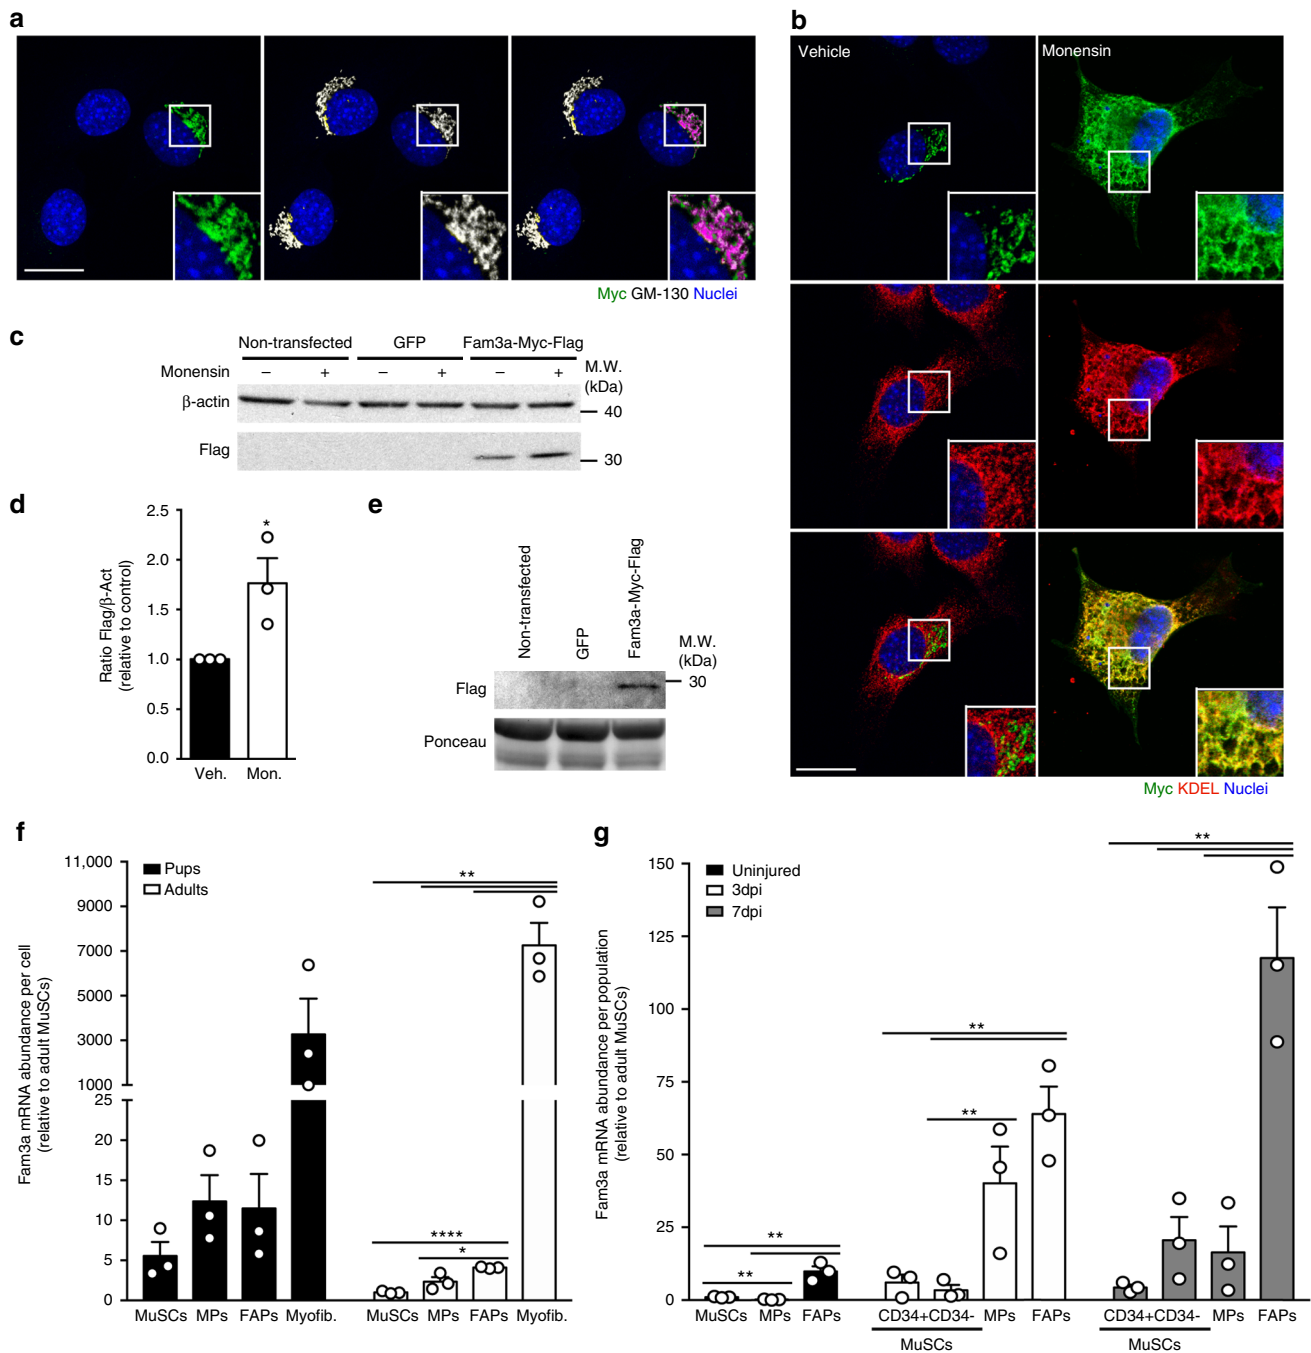 a
Myc GM-130 Nuclei
b
Vehicle
Monensin
Myc KDEL Nuclei
c
Non-transfected GFP Fam3a-Myc-Flag
Monensin – + – + – + M.W. (kDa)
β-actin 40
Flag 30
d
Ratio Flag/β-Act
(relative to control)
2.5
2.0
1.5
1.0
0.5
0.0
*
Veh. Mon.
e
Non-transfected
GFP
Fam3a-Myc-Flag
M.W.
(kDa)
Flag 30
Ponceau
f
Fam3a mRNA abundance per cell
(relative to adult MuSCs)
11,000
9000
7000
5000
3000
1000
25
20
15
10
5
0
Pups
Adults
**
****
*
MuSCs MPs FAPs Myofib. MuSCs MPs FAPs Myofib.
g
Fam3a mRNA abundance per population
(relative to adult MuSCs)
150
125
100
75
50
25
0
Uninjured
3dpi
7dpi
**
**
**
**
**
MuSCs MPs FAPs CD34+CD34- MPs FAPs CD34+CD34- MPs FAPs
MuSCs MuSCs